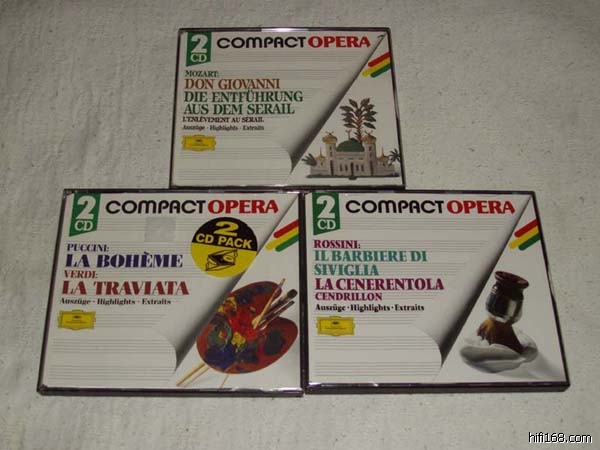 2
CD
COMPACT OPERA
MOZART:
DON GIOVANNI
DIE ENTFÜHRUNG
AUS DEM SERAIL
L'ENLÈVEMENT AU SÉRAIL
Auszüge · Highlights · Extraits
2
CD
COMPACT OPERA
2
CD PACK
PUCCINI:
LA BOHÈME
VERDI:
LA TRAVIATA
Auszüge · Highlights · Extraits
2
CD
COMPACT OPERA
ROSSINI:
IL BARBIERE DI
SIVIGLIA
LA CENERENTOLA
CENDRILLON
Auszüge · Highlights · Extraits
hifi168.com